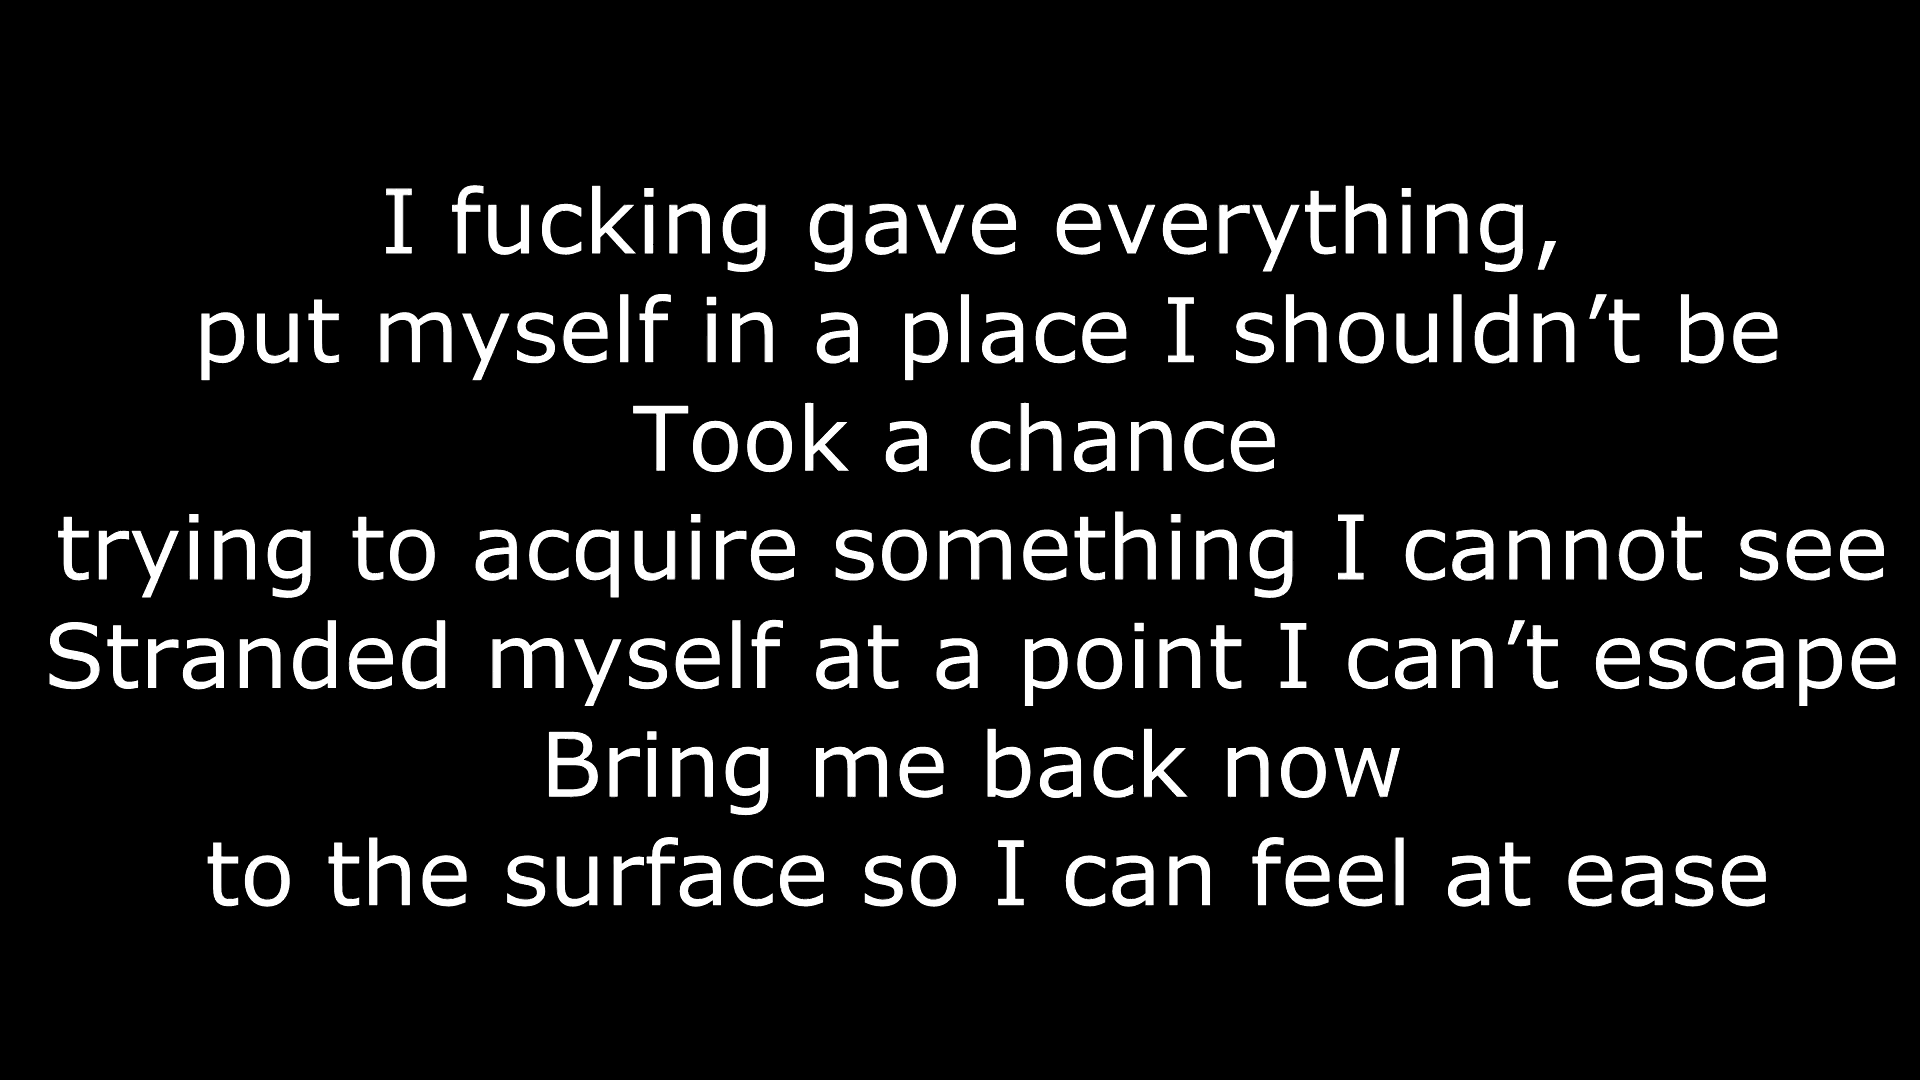 I fucking gave everything,
put myself in a place I shouldn’t be
Took a chance
trying to acquire something I cannot see
Stranded myself at a point I can’t escape
Bring me back now
to the surface so I can feel at ease